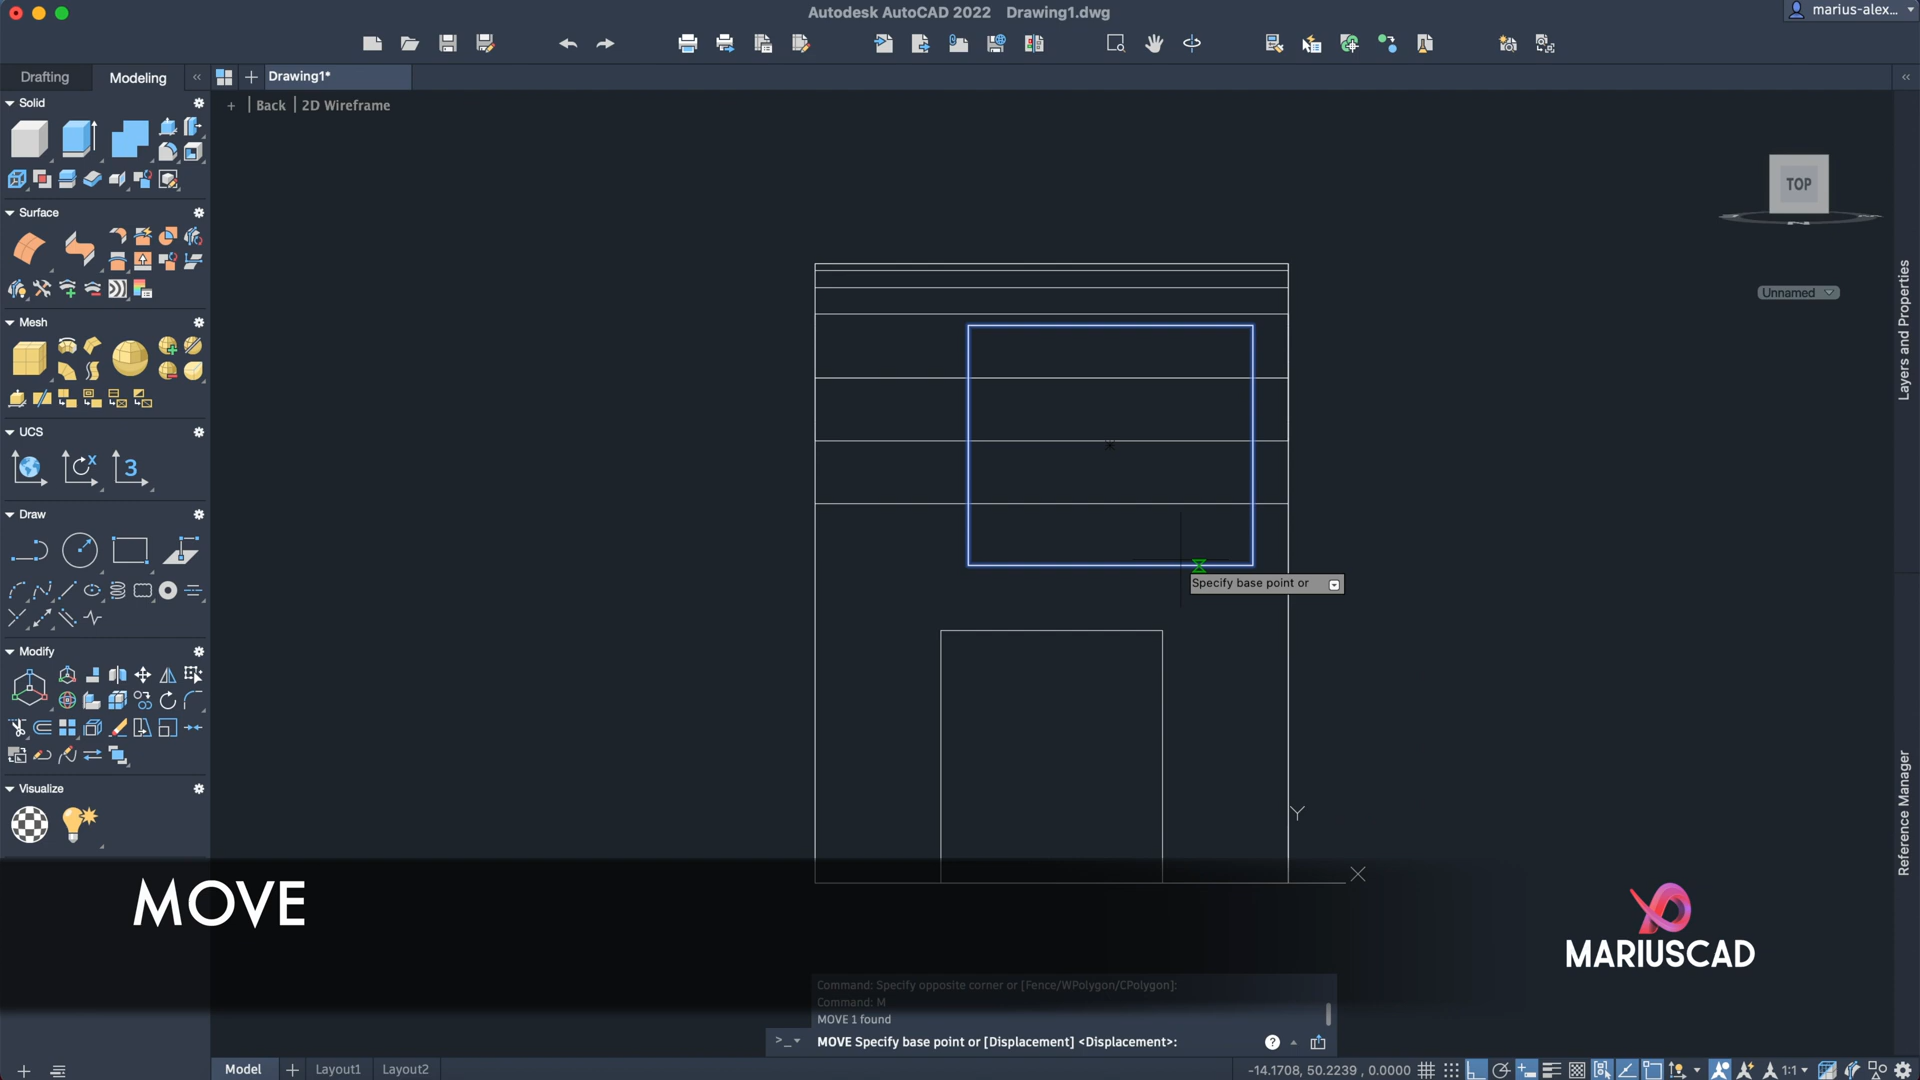 Autodesk AutoCAD 2022 Drawing1.dwg
marius-alex...
Drafting
Modeling
Drawing1*
+ | Back | 2D Wireframe
Solid
TOP
N
Unnamed
Surface
Mesh
UCS
X
3
Draw
Modify
Visualize
Layers and Properties
Reference Manager
Specify base point or
Y
X
MOVE
MARIUSCAD
Command: Specify opposite corner or [Fence/WPolygon/CPolygon]:
Command: M
MOVE 1 found
>_ MOVE Specify base point or [Displacement] <Displacement>:
Model
Layout1
Layout2
-14.1708, 50.2239 , 0.0000
1:1